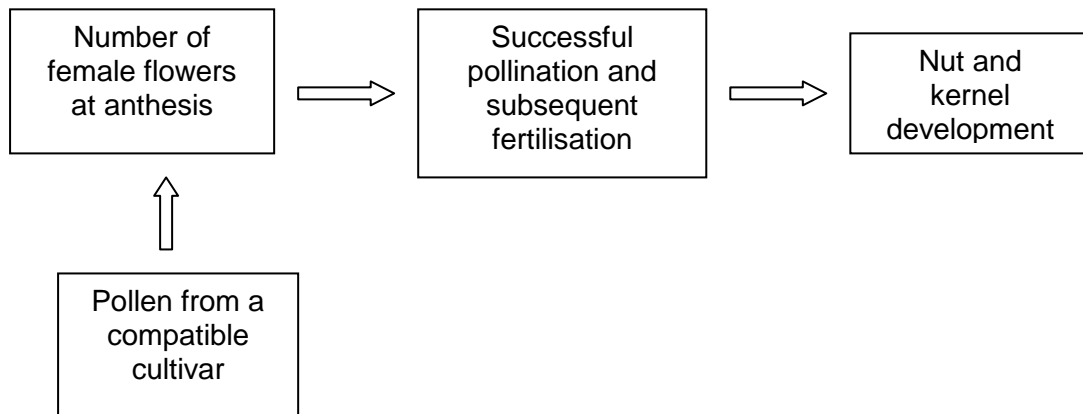 Number of
female flowers
at anthesis
Successful
pollination and
subsequent
fertilisation
Nut and
kernel
development
Pollen from a
compatible
cultivar